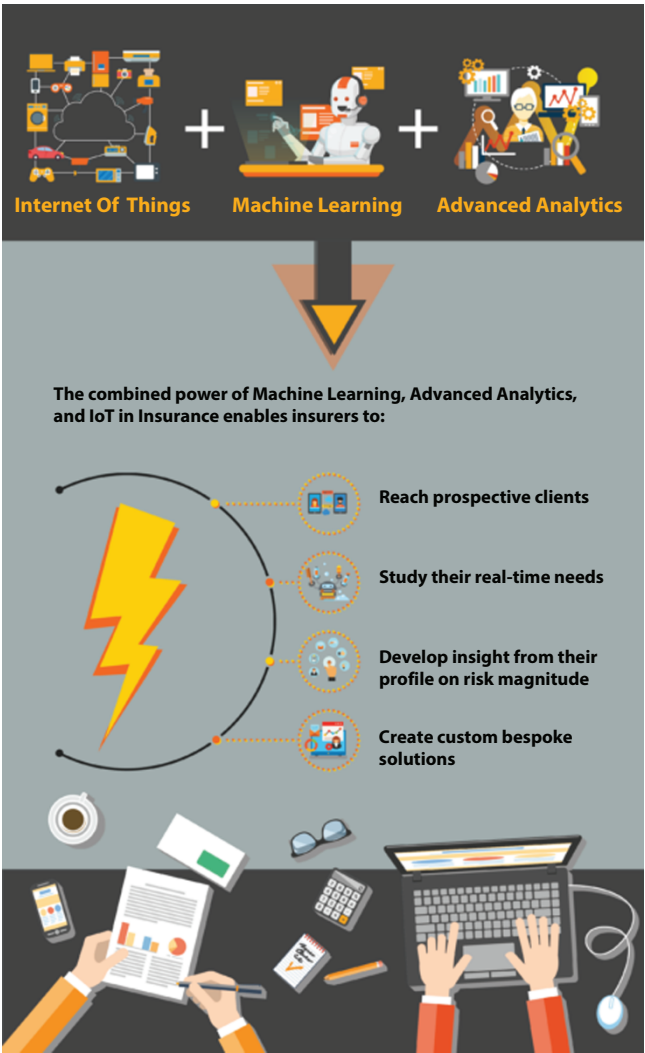 Internet Of Things
Machine Learning
Advanced Analytics
The combined power of Machine Learning, Advanced Analytics,
and IoT in Insurance enables insurers to:
Reach prospective clients
Study their real-time needs
Develop insight from their
profile on risk magnitude
Create custom bespoke
solutions